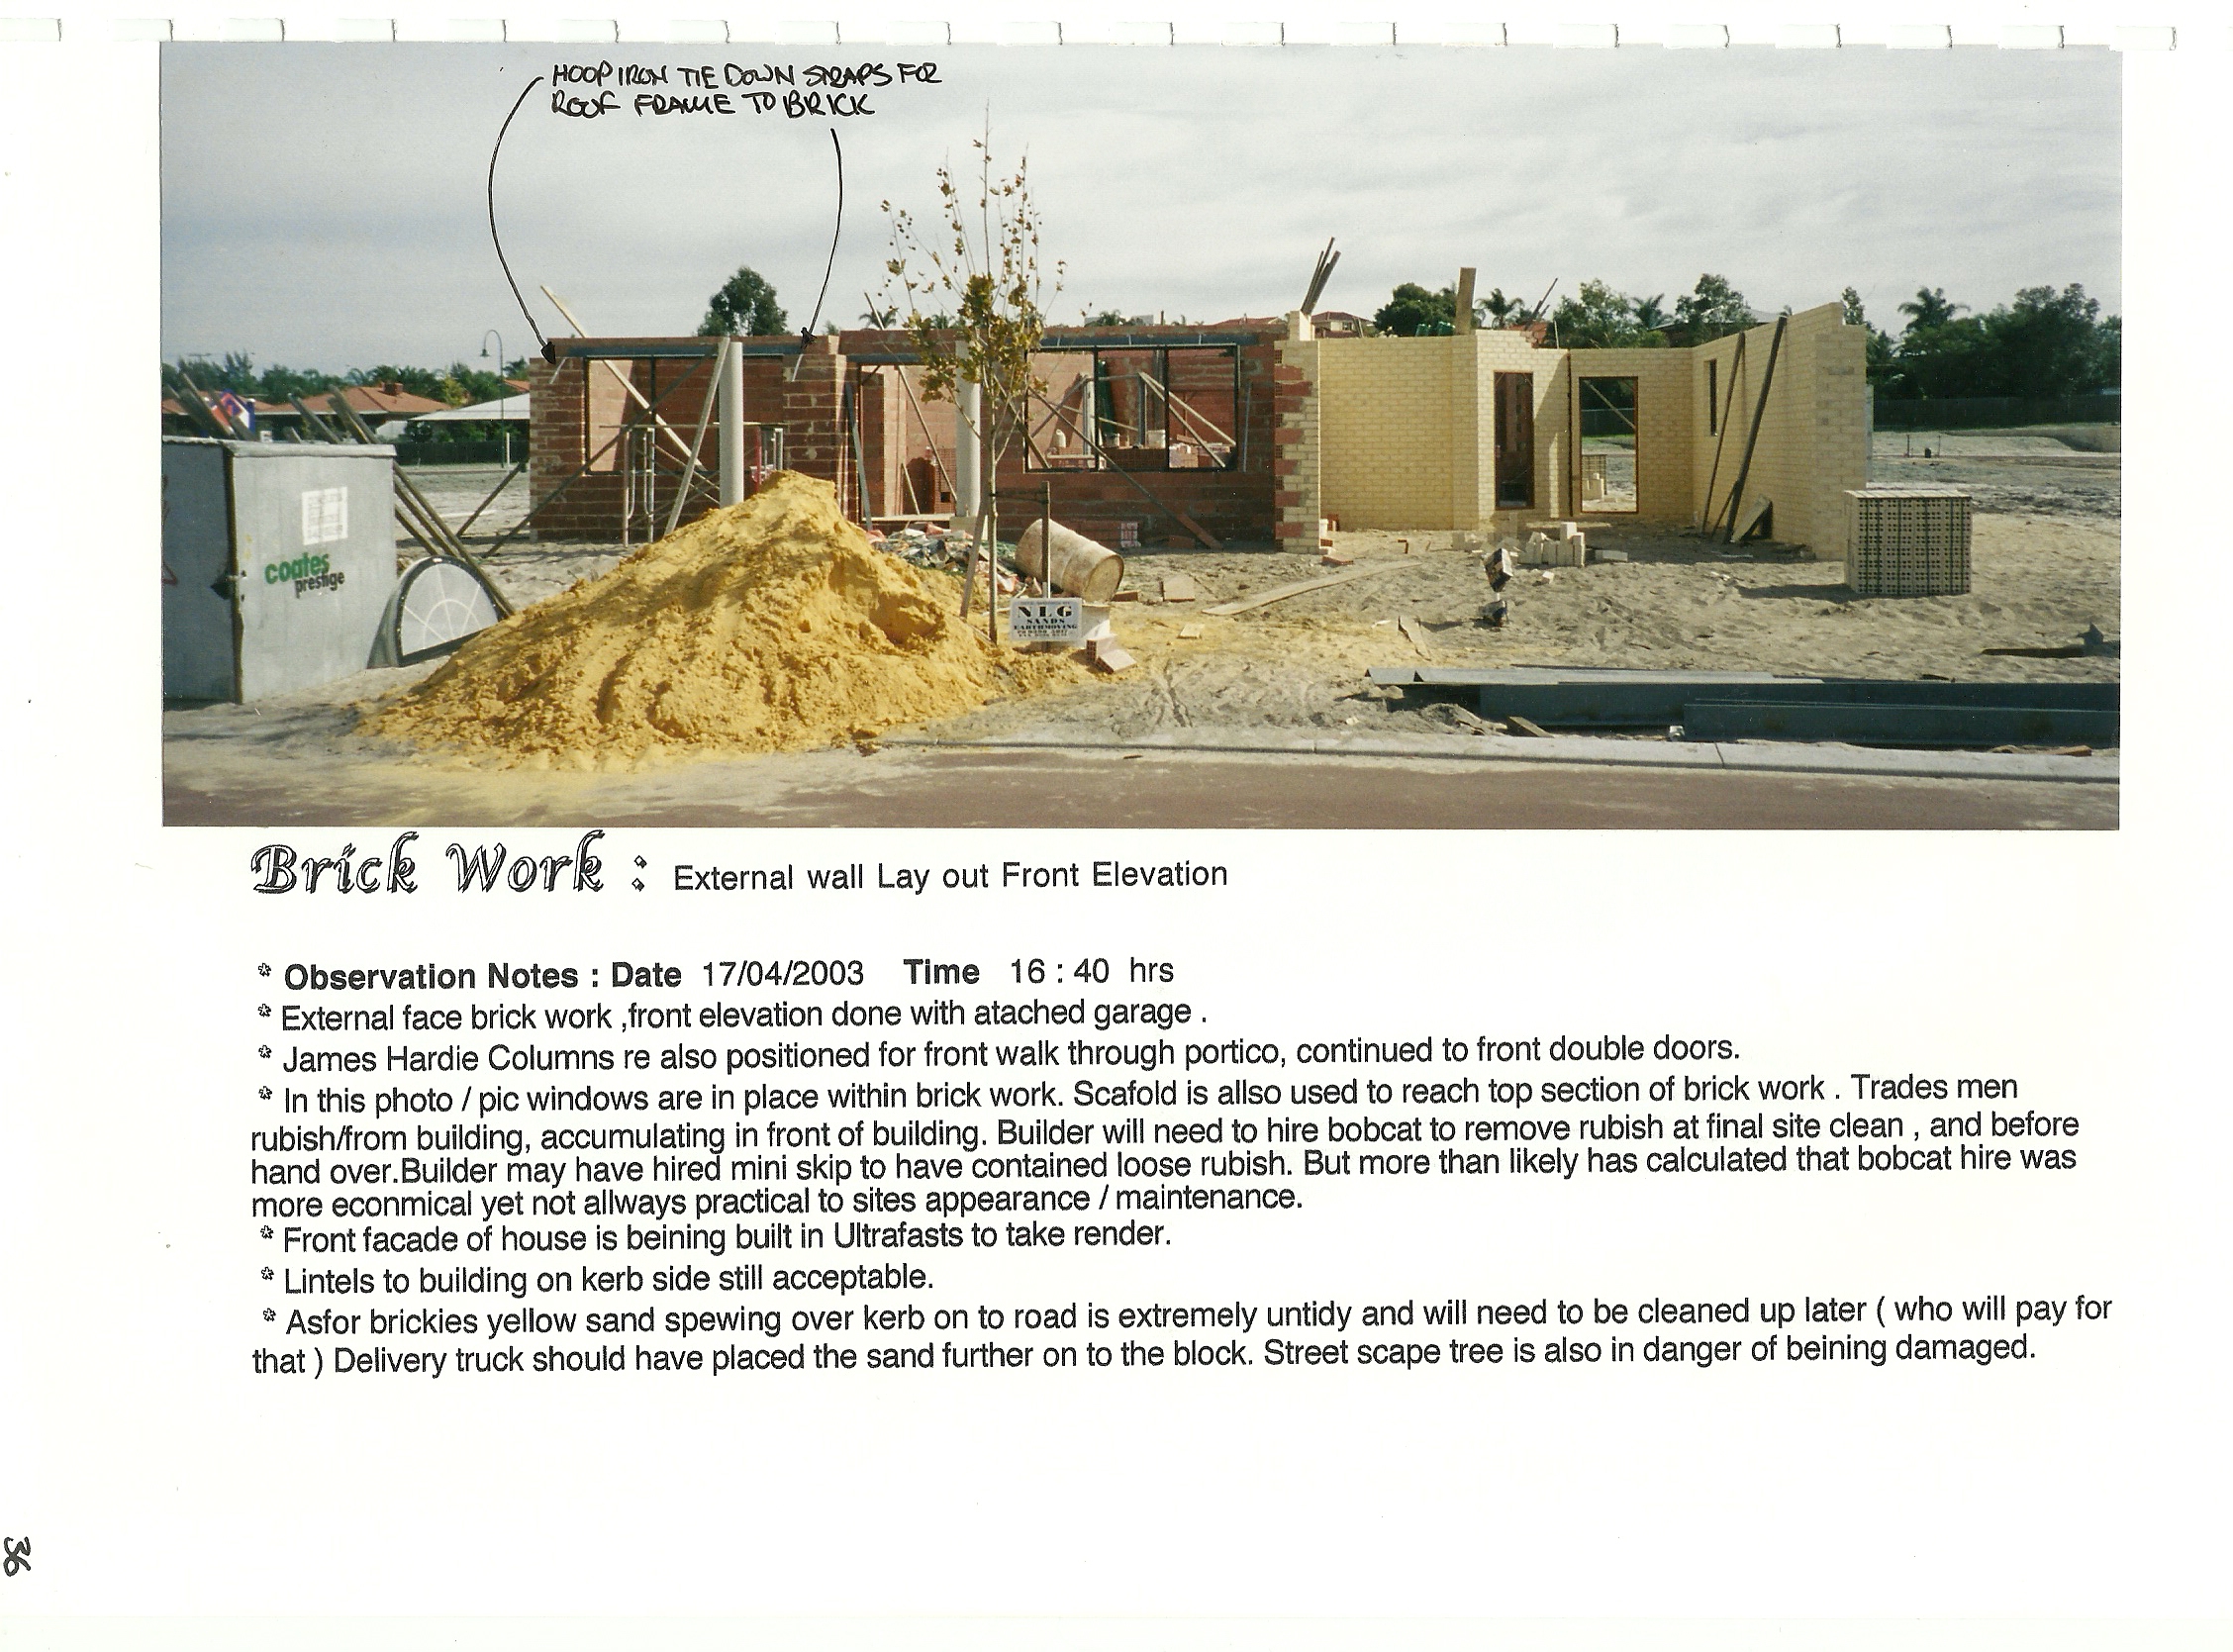 HOOP IRON TIE DOWN STRAPS FOR
ROOF FRAME TO BRICK
coates
prestige
NLG
SANDS
EARTHMOVING
Brick Work : External wall Lay out Front Elevation
* Observation Notes : Date 17/04/2003 Time 16 : 40 hrs
* External face brick work ,front elevation done with atached garage .
* James Hardie Columns re also positioned for front walk through portico, continued to front double doors.
* In this photo / pic windows are in place within brick work. Scafold is allso used to reach top section of brick work . Trades men
rubish/from building, accumulating in front of building. Builder will need to hire bobcat to remove rubish at final site clean , and before
hand over.Builder may have hired mini skip to have contained loose rubish. But more than likely has calculated that bobcat hire was
more econmical yet not allways practical to sites appearance / maintenance.
* Front facade of house is beining built in Ultrafasts to take render.
* Lintels to building on kerb side still acceptable.
* Asfor brickies yellow sand spewing over kerb on to road is extremely untidy and will need to be cleaned up later ( who will pay for
that ) Delivery truck should have placed the sand further on to the block. Street scape tree is also in danger of beining damaged.
36